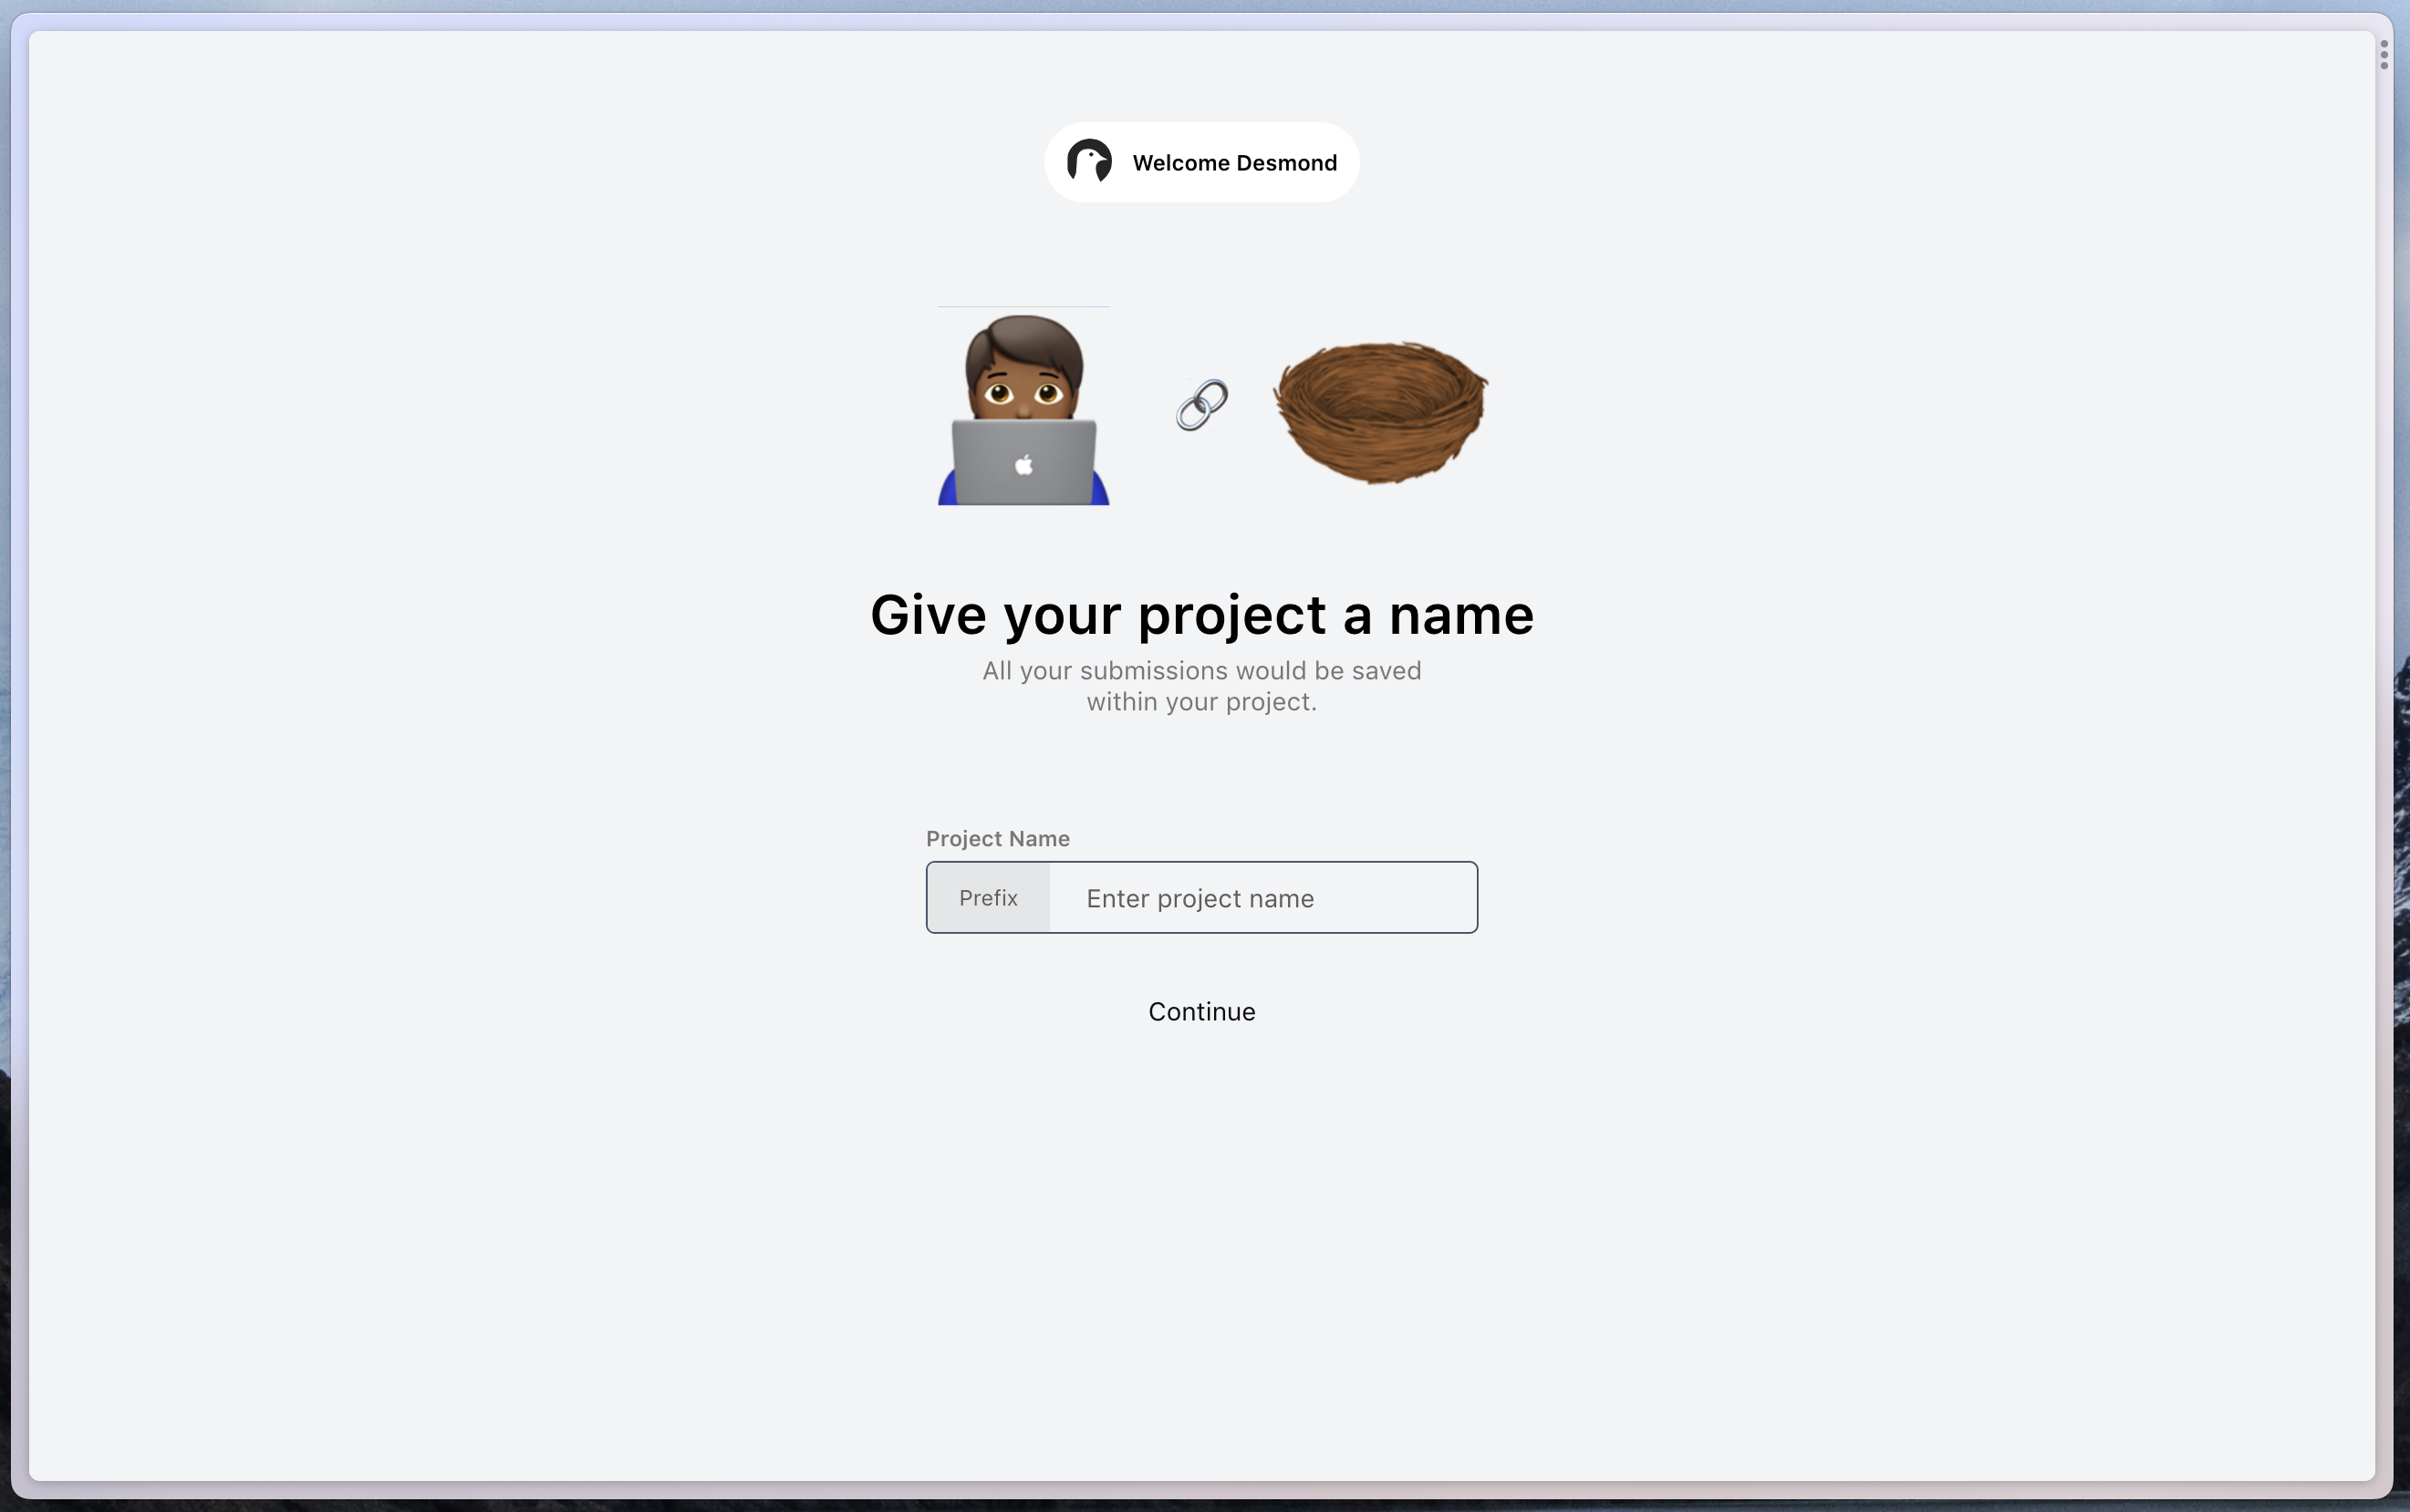 Welcome Desmond
Give your project a name
All your submissions would be saved
within your project.
Project Name
Prefix
Enter project name
Continue